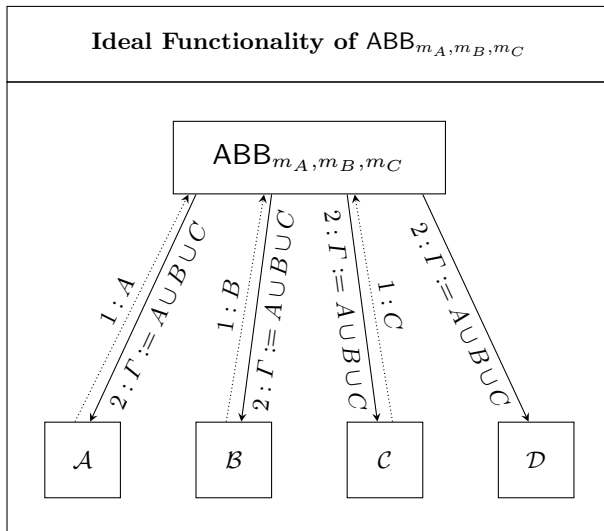 Ideal Functionality of ABB_{m_A,m_B,m_C}
ABB_{m_A,m_B,m_C}
1 : A
2 : Γ := A∪B∪C
1 : B
2 : Γ := A∪B∪C
2 : Γ := A∪B∪C
1 : C
2 : Γ := A∪B∪C
𝒜
ℬ
𝒞
𝒟